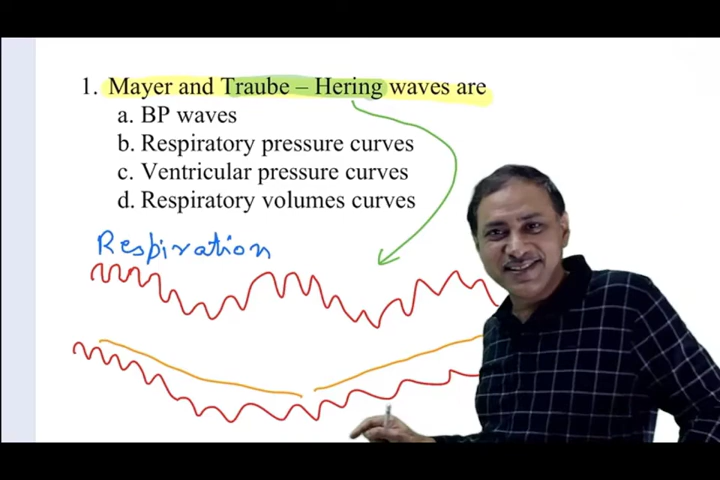 1. Mayer and Traube – Hering waves are
a. BP waves
b. Respiratory pressure curves
c. Ventricular pressure curves
d. Respiratory volumes curves
Respiration